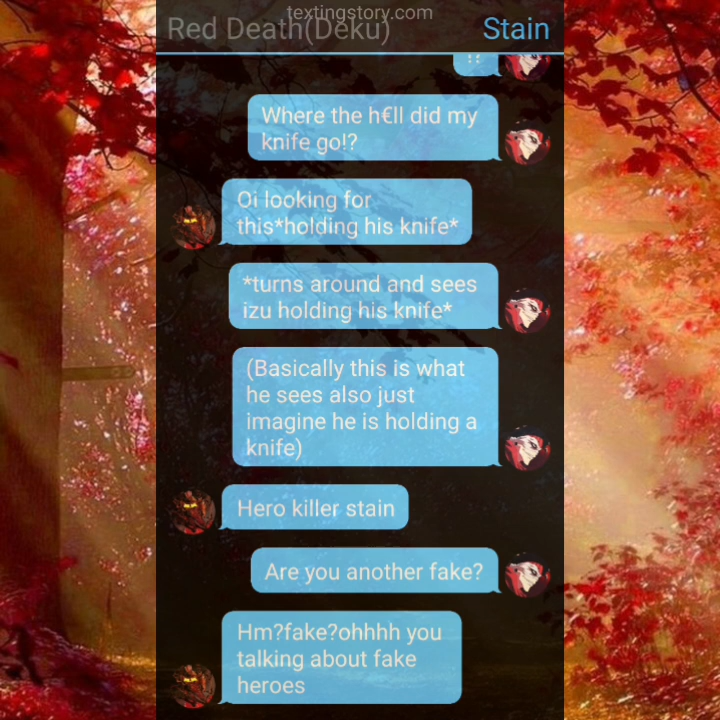 textingstory.com
Red Death(Deku)
Stain
!?
Where the h€ll did my
knife go!?
Oi looking for
this*holding his knife*
*turns around and sees
izu holding his knife*
(Basically this is what
he sees also just
imagine he is holding a
knife)
Hero killer stain
Are you another fake?
Hm?fake?ohhhh you
talking about fake
heroes